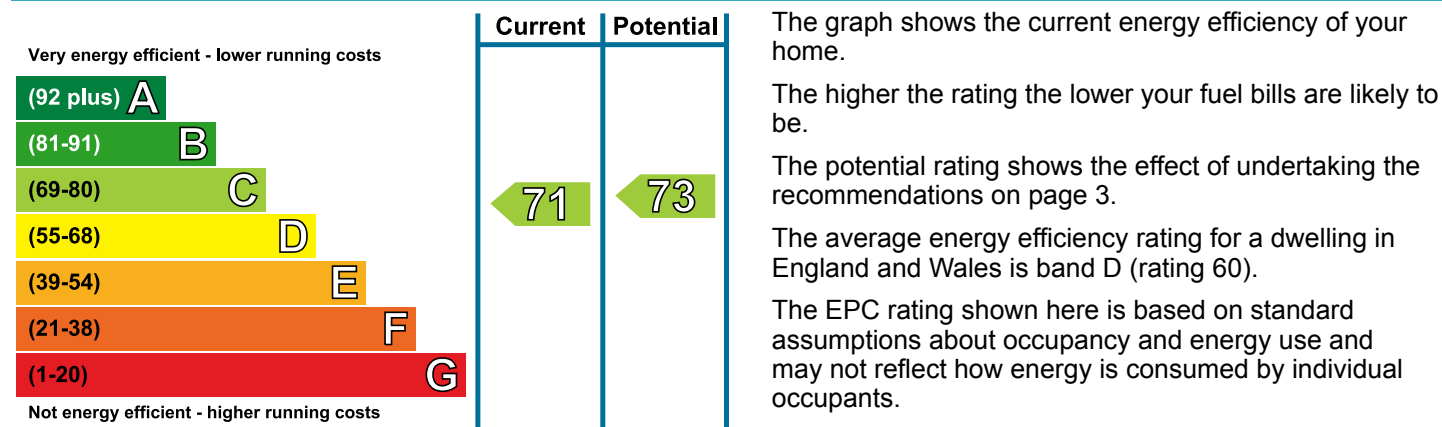 Current Potential
Very energy efficient - lower running costs
(92 plus) A
(81-91) B
(69-80) C
(55-68) D
(39-54) E
(21-38) F
(1-20) G
71 73
Not energy efficient - higher running costs
The graph shows the current energy efficiency of your
home.
The higher the rating the lower your fuel bills are likely to
be.
The potential rating shows the effect of undertaking the
recommendations on page 3.
The average energy efficiency rating for a dwelling in
England and Wales is band D (rating 60).
The EPC rating shown here is based on standard
assumptions about occupancy and energy use and
may not reflect how energy is consumed by individual
occupants.